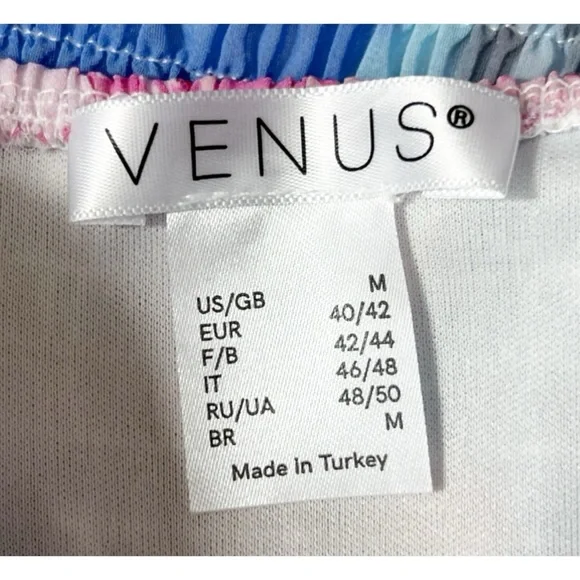 VENUS®
US/GB M
EUR 40/42
F/B 42/44
IT 46/48
RU/UA 48/50
BR M
Made in Turkey